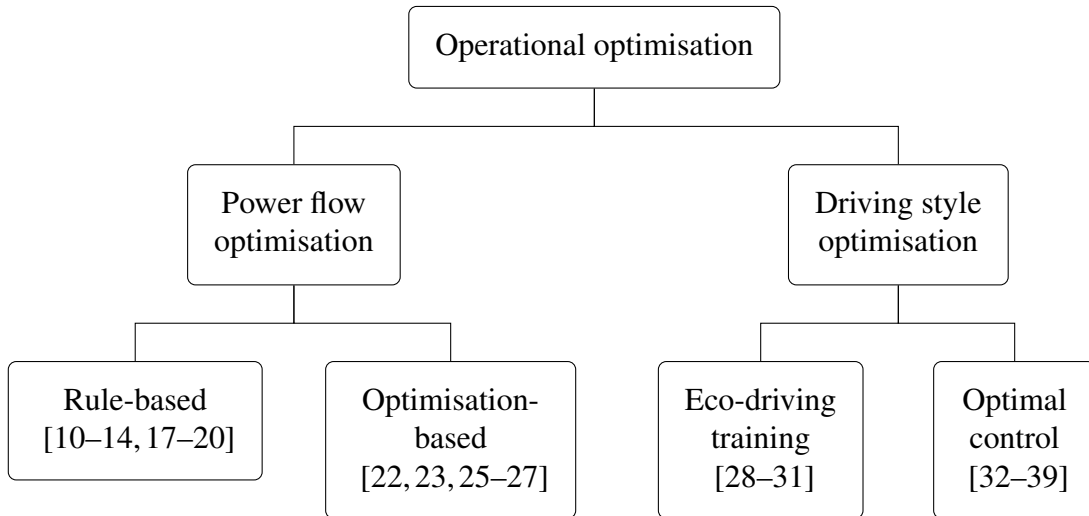 Operational optimisation
Power flow
optimisation
Driving style
optimisation
Rule-based
[10–14, 17–20]
Optimisation-
based
[22, 23, 25–27]
Eco-driving
training
[28–31]
Optimal
control
[32–39]